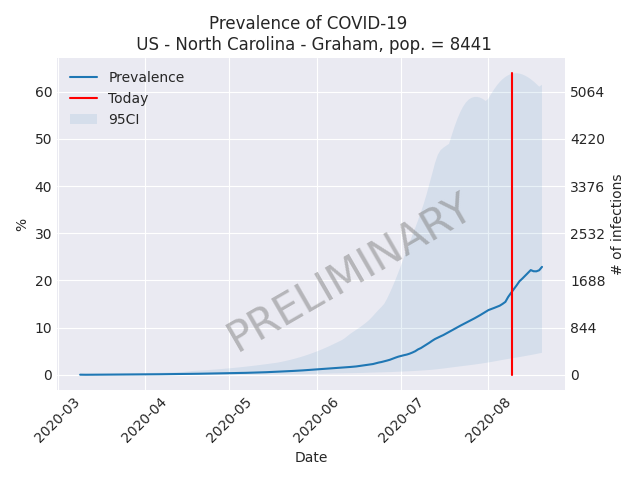 Prevalence of COVID-19
US - North Carolina - Graham, pop. = 8441
Prevalence
Today
95CI
60
50
40
30
20
10
0
%
5064
4220
3376
2532
1688
844
0
# of infections
PRELIMINARY
2020-03
2020-04
2020-05
2020-06
2020-07
2020-08
Date